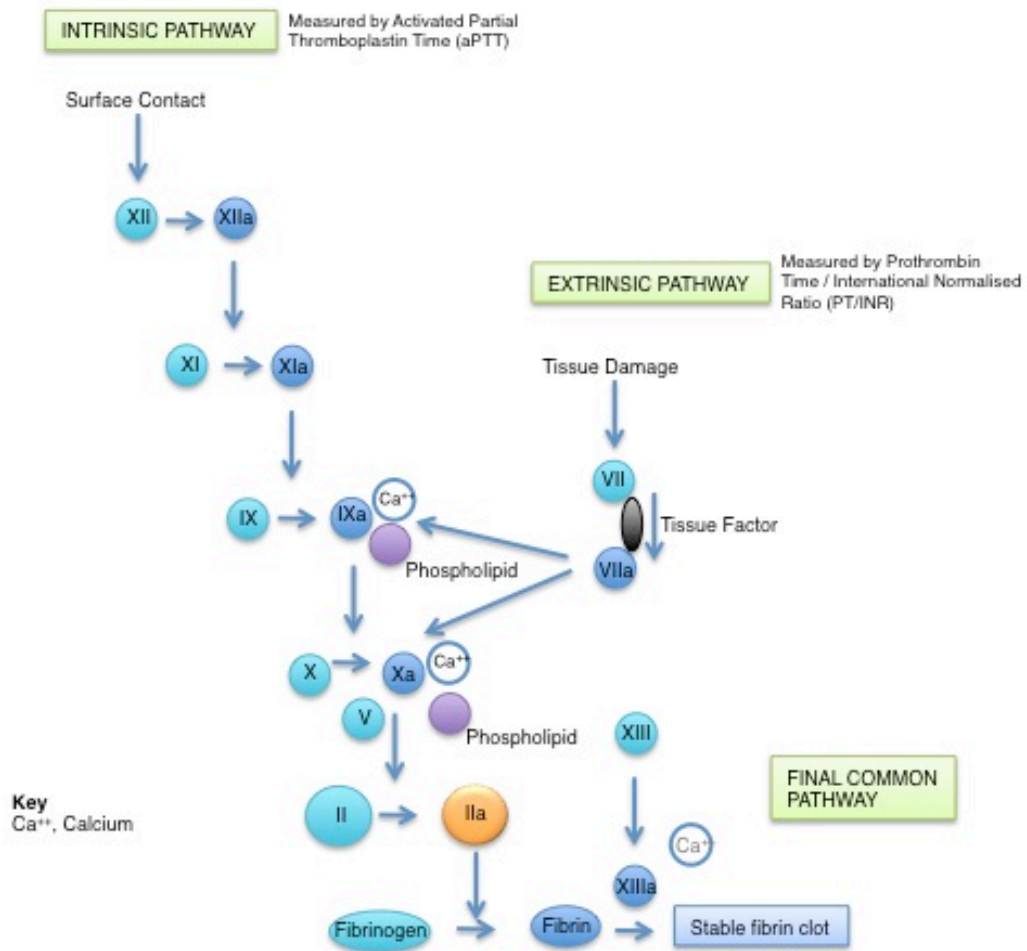 INTRINSIC PATHWAY
Measured by Activated Partial
Thromboplastin Time (aPTT)
Surface Contact
XII
XIIa
EXTRINSIC PATHWAY
Measured by Prothrombin
Time / International Normalised
Ratio (PT/INR)
XI
XIa
Tissue Damage
VII
IX
IXa
Ca⁺⁺
Tissue Factor
Phospholipid
VIIa
X
Xa
Ca⁺⁺
V
Phospholipid
XIII
FINAL COMMON
PATHWAY
Key
Ca⁺⁺, Calcium
II
IIa
Ca⁺⁺
XIIIa
Fibrinogen
Fibrin
Stable fibrin clot